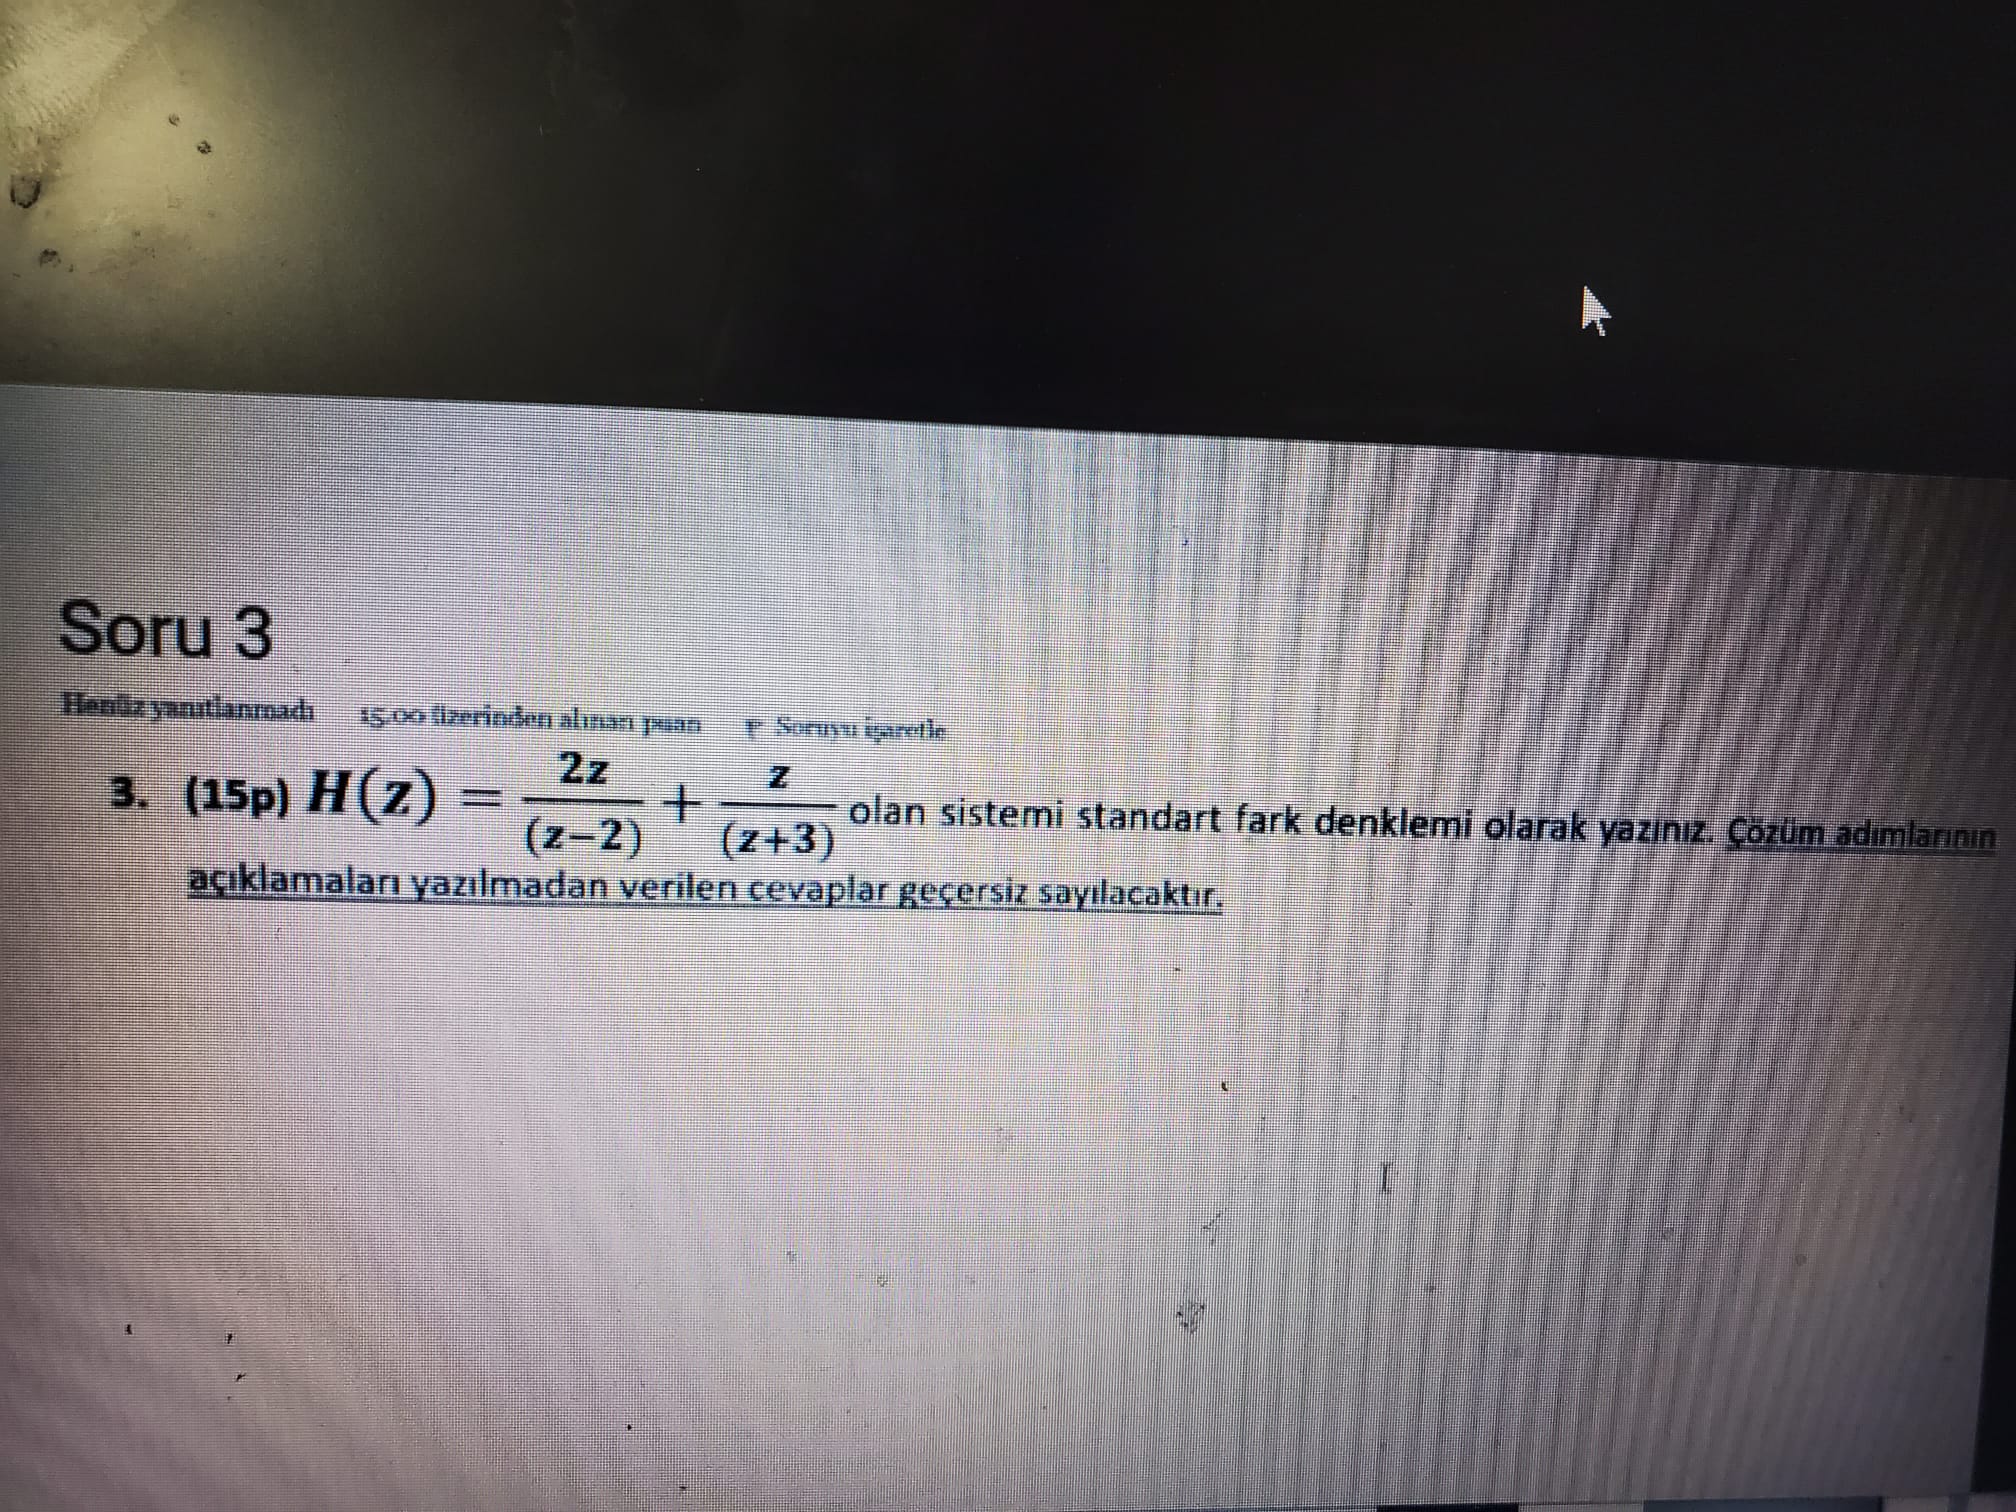 Soru 3
Henüz yanıtlanmadı 15,00 üzerinden alınan puan Soruyu işaretle
3. (15p) H(z) = 2z/(z−2) + z/(z+3) olan sistemi standart fark denklemi olarak yazınız. Çözüm adımlarının
açıklamaları yazılmadan verilen cevaplar geçersiz sayılacaktır.